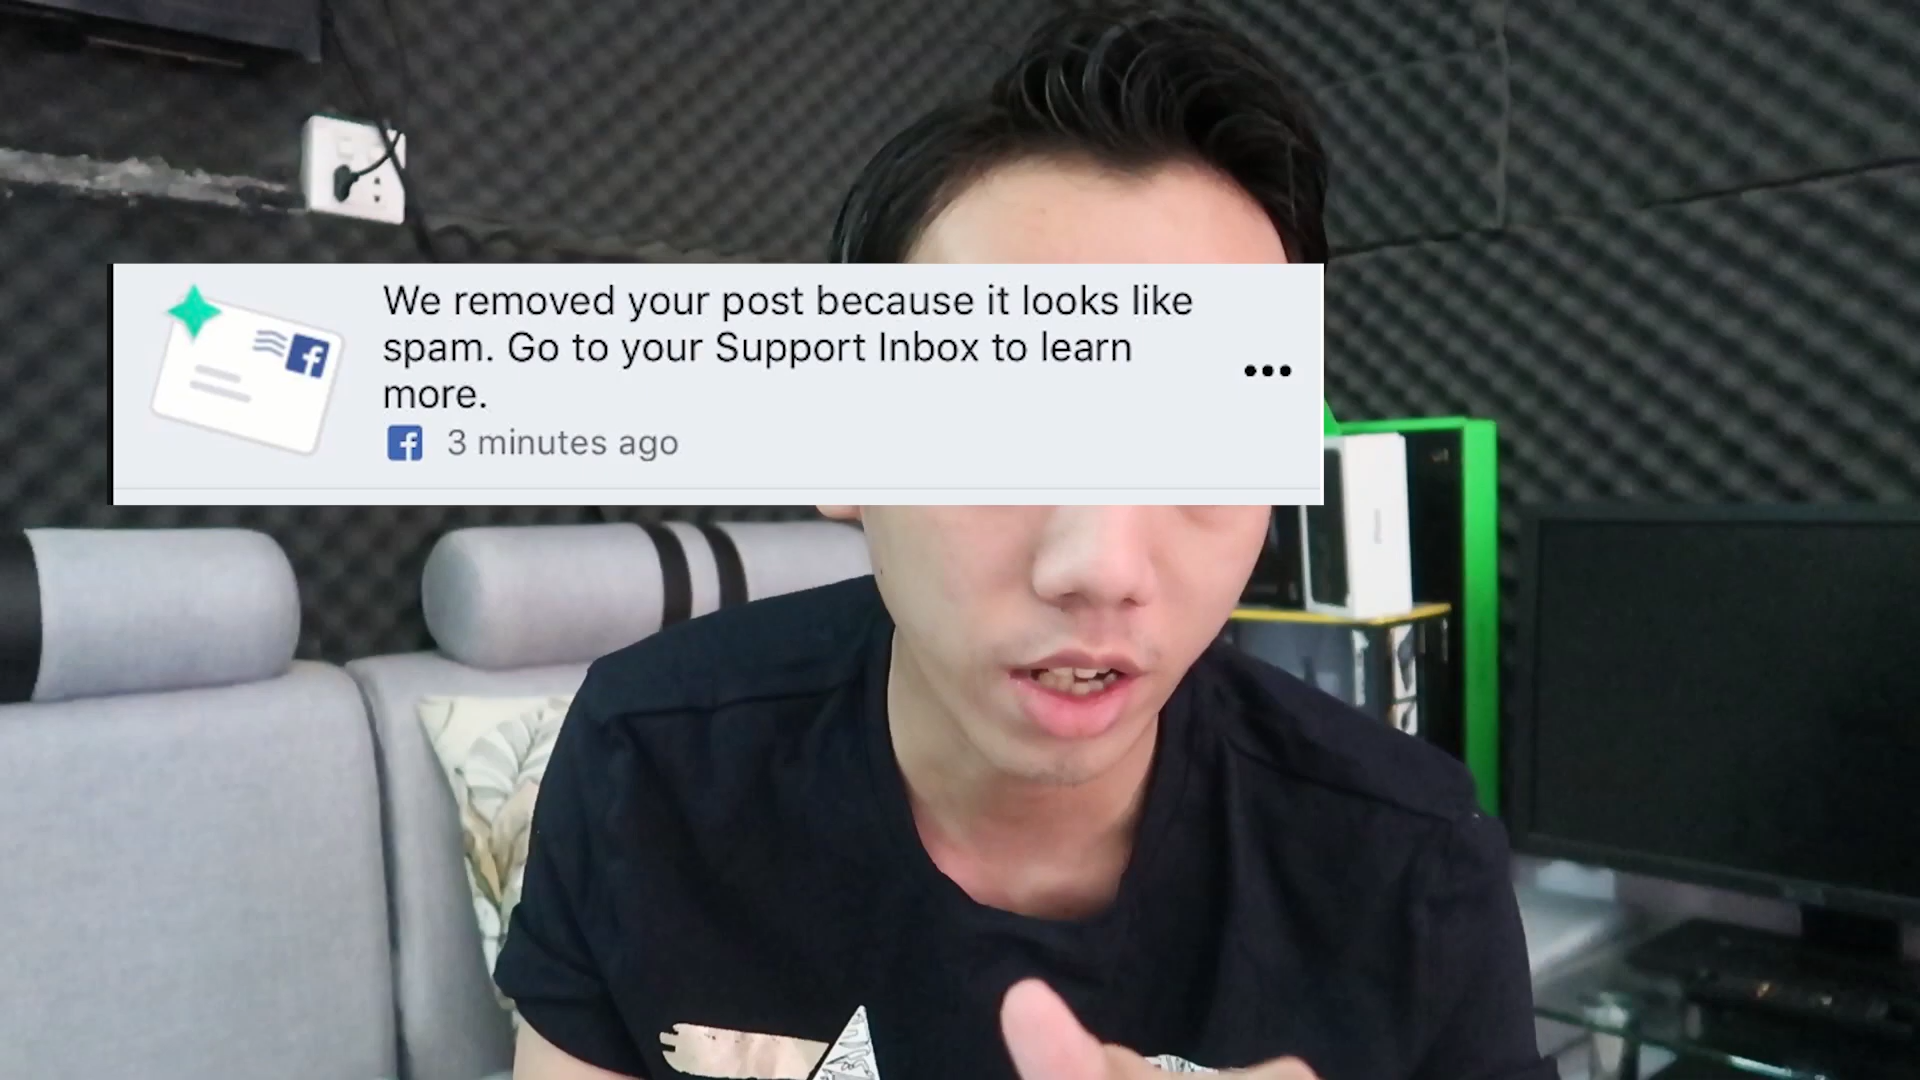 We removed your post because it looks like
spam. Go to your Support Inbox to learn
more.
3 minutes ago